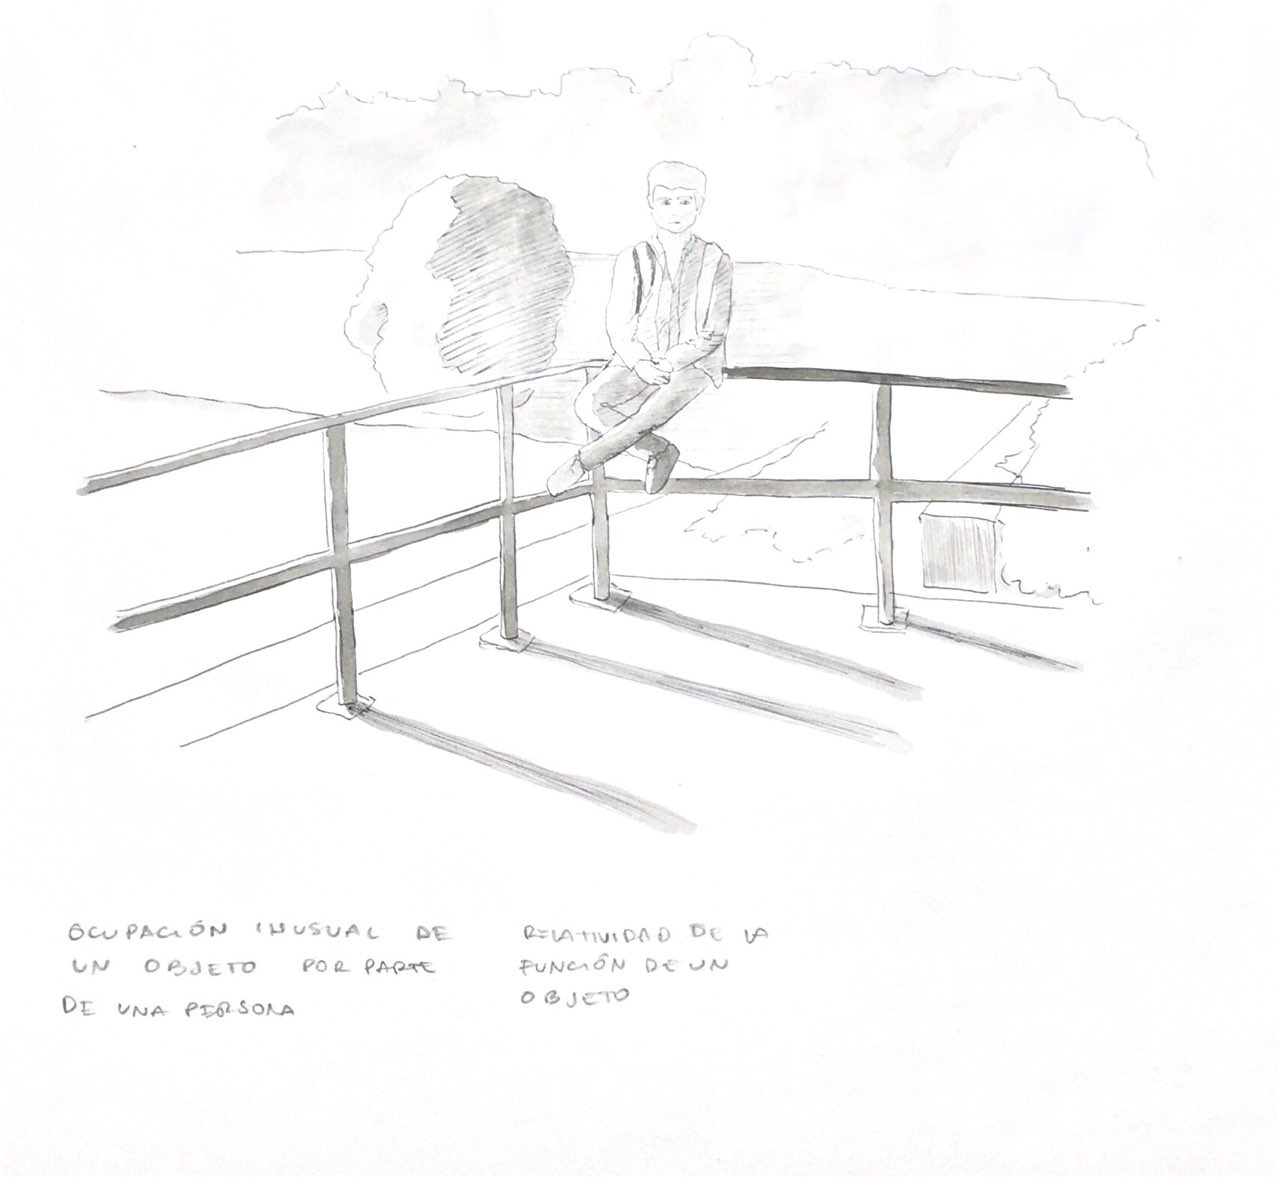 OCUPACIÓN INUSUAL DE
UN OBJETO POR PARTE
DE UNA PERSONA
RELATIVIDAD DE LA
FUNCIÓN DE UN
OBJETO